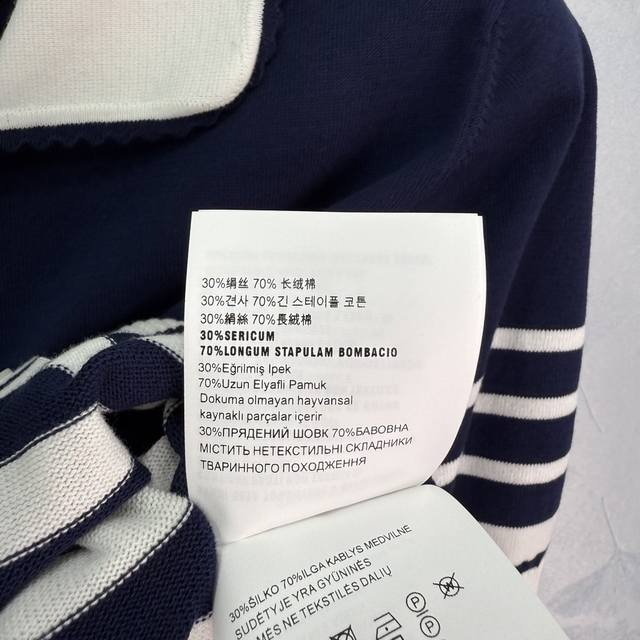 30%绢丝 70% 长绒棉
30%견사 70%긴 스테이플 코튼
30%絹絲 70%長絨棉
30%SERICUM
70%LONGUM STAPULAM BOMBACIO
30%Eğrilmiş Ipek
70%Uzun Elyafli Pamuk
Dokuma olmayan hayvansal
kaynaklı parçalar içerir
30%ПРЯДЕНИЙ ШОВК 70%БАВОВНА
МІСТИТЬ НЕТЕКСТИЛЬНІ СКЛАДНИКИ
ТВАРИННОГО ПОХОДЖЕННЯ
30%ŠILKO 70%ILGA KABLYS MEDVILNE
SUDĖTYJE YRA GYVŪNINĖS
KILMĖS NE TEKSTILĖS DALIŲ